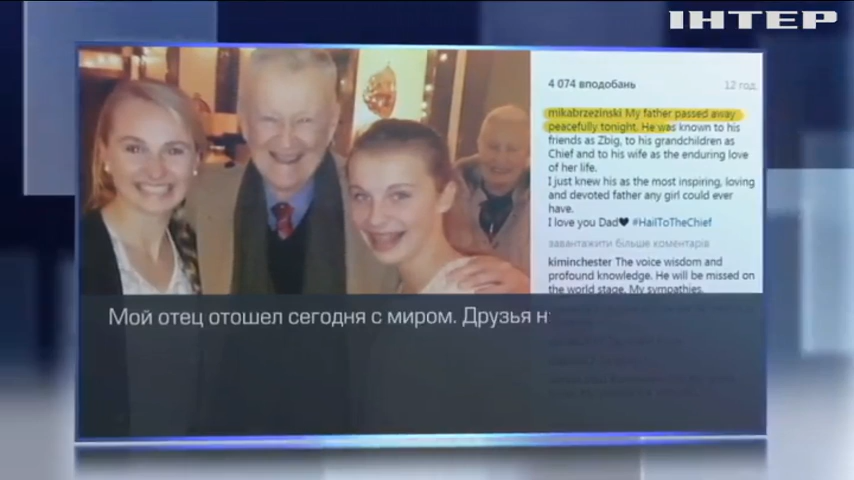 ІНТЕР
4 074 вподобань
12 год.
mikabrzezinski My father passed away
peacefully tonight. He was known to his
friends as Zbig, to his grandchildren as
Chief and to his wife as the enduring love
of her life.
I just knew his as the most inspiring, loving
and devoted father any girl could ever
have.
I love you Dad🖤 #HailToTheChief
завантажити більше коментарів
kiminchester The voice wisdom and
profound knowledge. He will be missed on
the world stage. My sympathies.
Мой отец отошел сегодня с миром. Друзья н